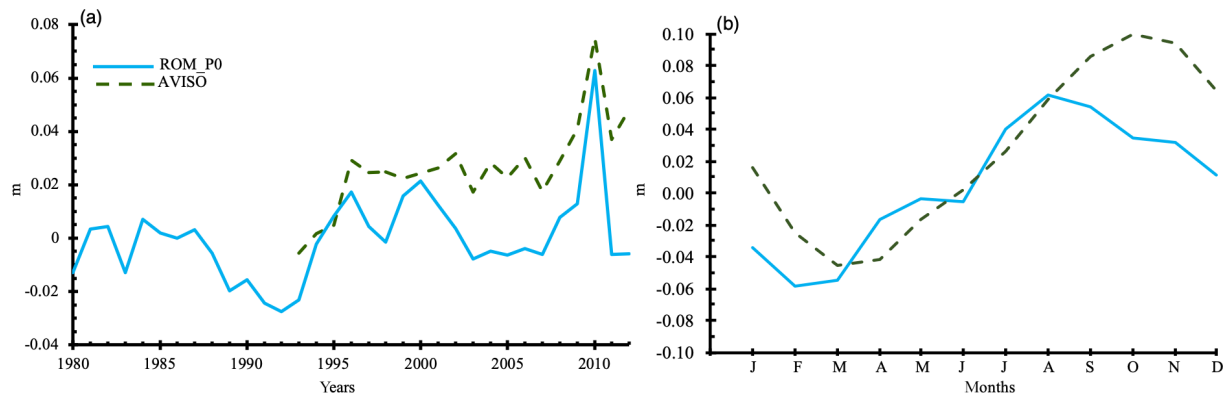 (a)
0.08
0.06
0.04
0.02
0
-0.02
-0.04
m
ROM_P0
AVISO
1980 1985 1990 1995 2000 2005 2010
Years
(b)
0.10
0.08
0.06
0.04
0.02
0.00
-0.02
-0.04
-0.06
-0.08
-0.10
m
J F M A M J J A S O N D
Months